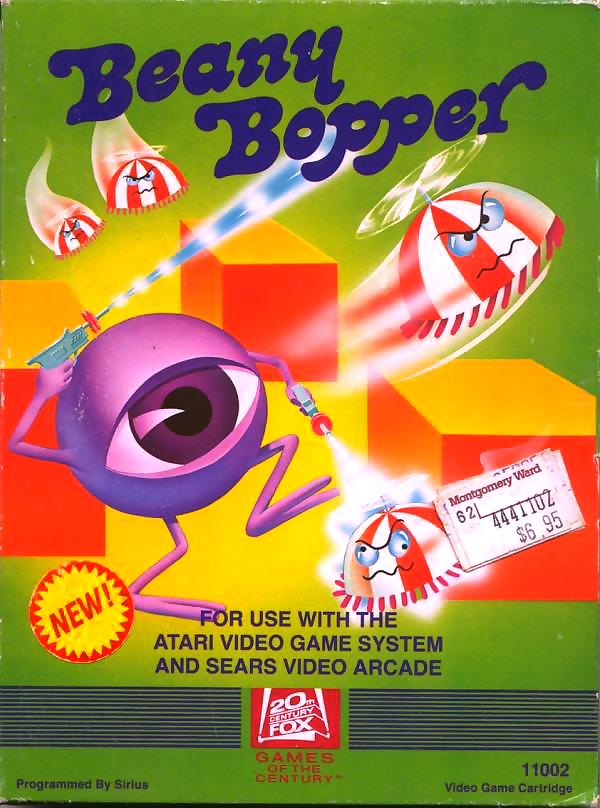 Beany
Bopper
Montgomery Ward
62
4441102
$6.95
NEW!
FOR USE WITH THE
ATARI VIDEO GAME SYSTEM
AND SEARS VIDEO ARCADE
20th
CENTURY
FOX
GAMES
OF THE
CENTURY™
Programmed By Sirius
11002
Video Game Cartridge